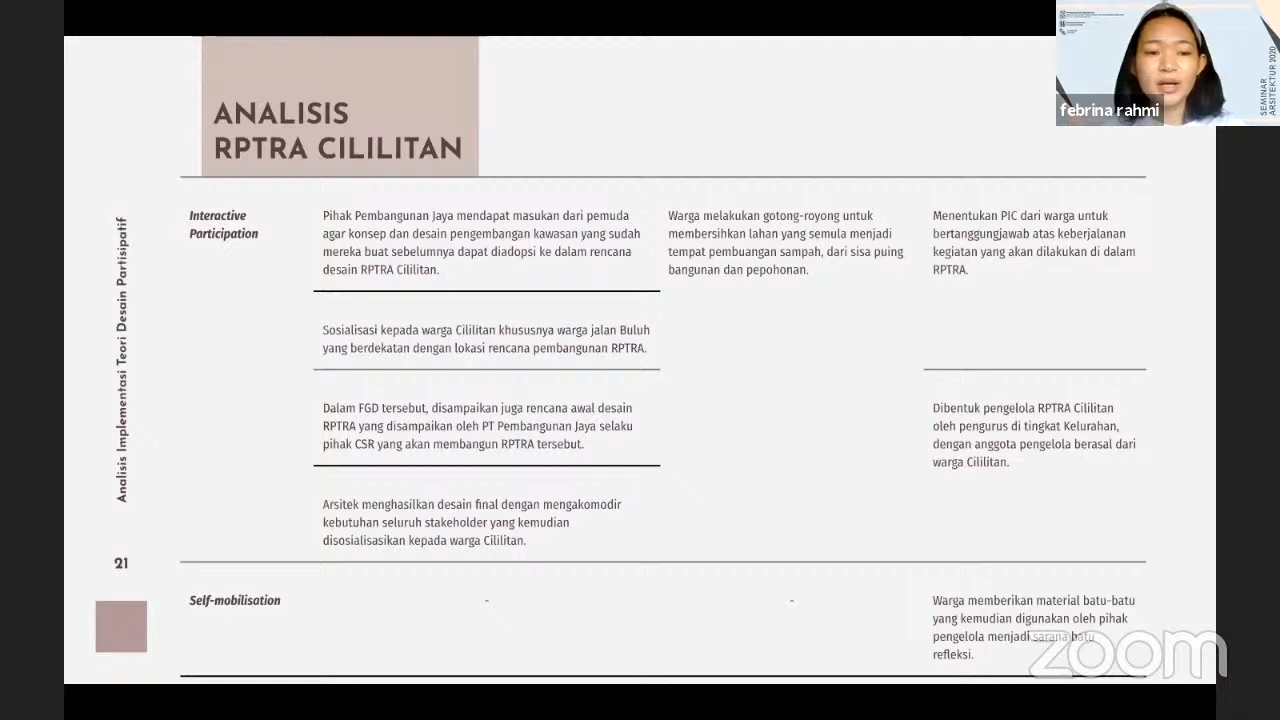 ANALISIS
RPTRA CILILITAN
febrina rahmi
SEMINAR
ARSITEKTUR 2020
Analisis Implementasi Teori Desain Partisipatif
21
Interactive
Participation
Pihak Pembangunan Jaya mendapat masukan dari pemuda
agar konsep dan desain pengembangan kawasan yang sudah
mereka buat sebelumnya dapat diadopsi ke dalam rencana
desain RPTRA Cililitan.
Sosialisasi kepada warga Cililitan khususnya warga jalan Buluh
yang berdekatan dengan lokasi rencana pembangunan RPTRA.
Dalam FGD tersebut, disampaikan juga rencana awal desain
RPTRA yang disampaikan oleh PT Pembangunan Jaya selaku
pihak CSR yang akan membangun RPTRA tersebut.
Arsitek menghasilkan desain final dengan mengakomodir
kebutuhan seluruh stakeholder yang kemudian
disosialisasikan kepada warga Cililitan.
Warga melakukan gotong-royong untuk
membersihkan lahan yang semula menjadi
tempat pembuangan sampah, dari sisa puing
bangunan dan pepohonan.
Menentukan PIC dari warga untuk
bertanggungjawab atas keberjalanan
kegiatan yang akan dilakukan di dalam
RPTRA.
Dibentuk pengelola RPTRA Cililitan
oleh pengurus di tingkat Kelurahan,
dengan anggota pengelola berasal dari
warga Cililitan.
Self-mobilisation
-
-
Warga memberikan material batu-batu
yang kemudian digunakan oleh pihak
pengelola menjadi sarana batu
refleksi.
zoom